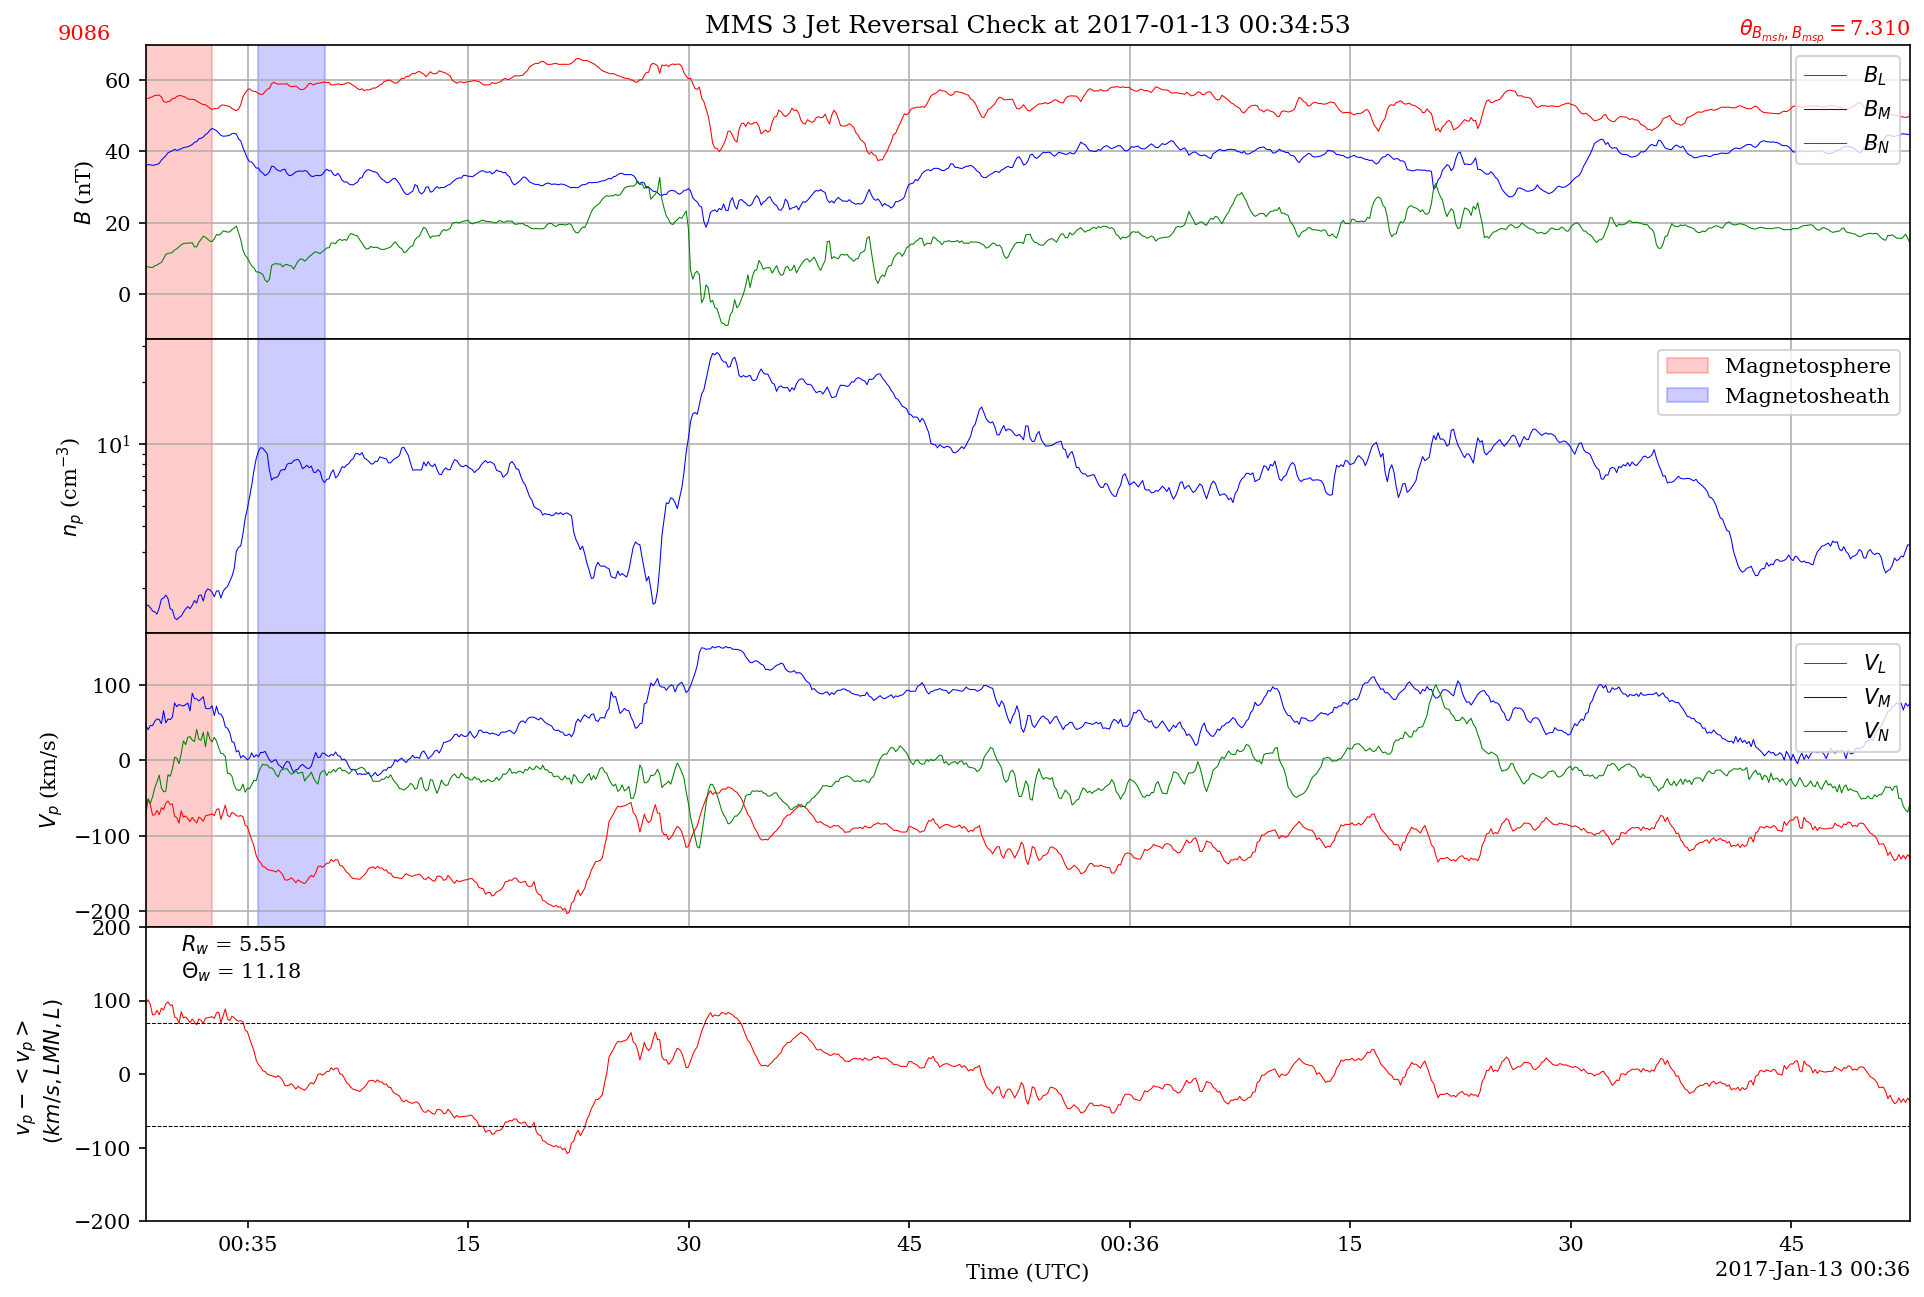 MMS 3 Jet Reversal Check at 2017-01-13 00:34:53
9086
θ_{B_{msh}, B_{msp}} = 7.310
60
40
20
0
B (nT)
B_L
B_M
B_N
10^1
n_p (cm^{-3})
Magnetosphere
Magnetosheath
100
0
−100
−200
V_p (km/s)
V_L
V_M
V_N
200
100
0
−100
−200
v_p − < v_p >
(km/s, LMN, L)
R_w = 5.55
Θ_w = 11.18
00:35
15
30
45
00:36
15
30
45
Time (UTC)
2017-Jan-13 00:36